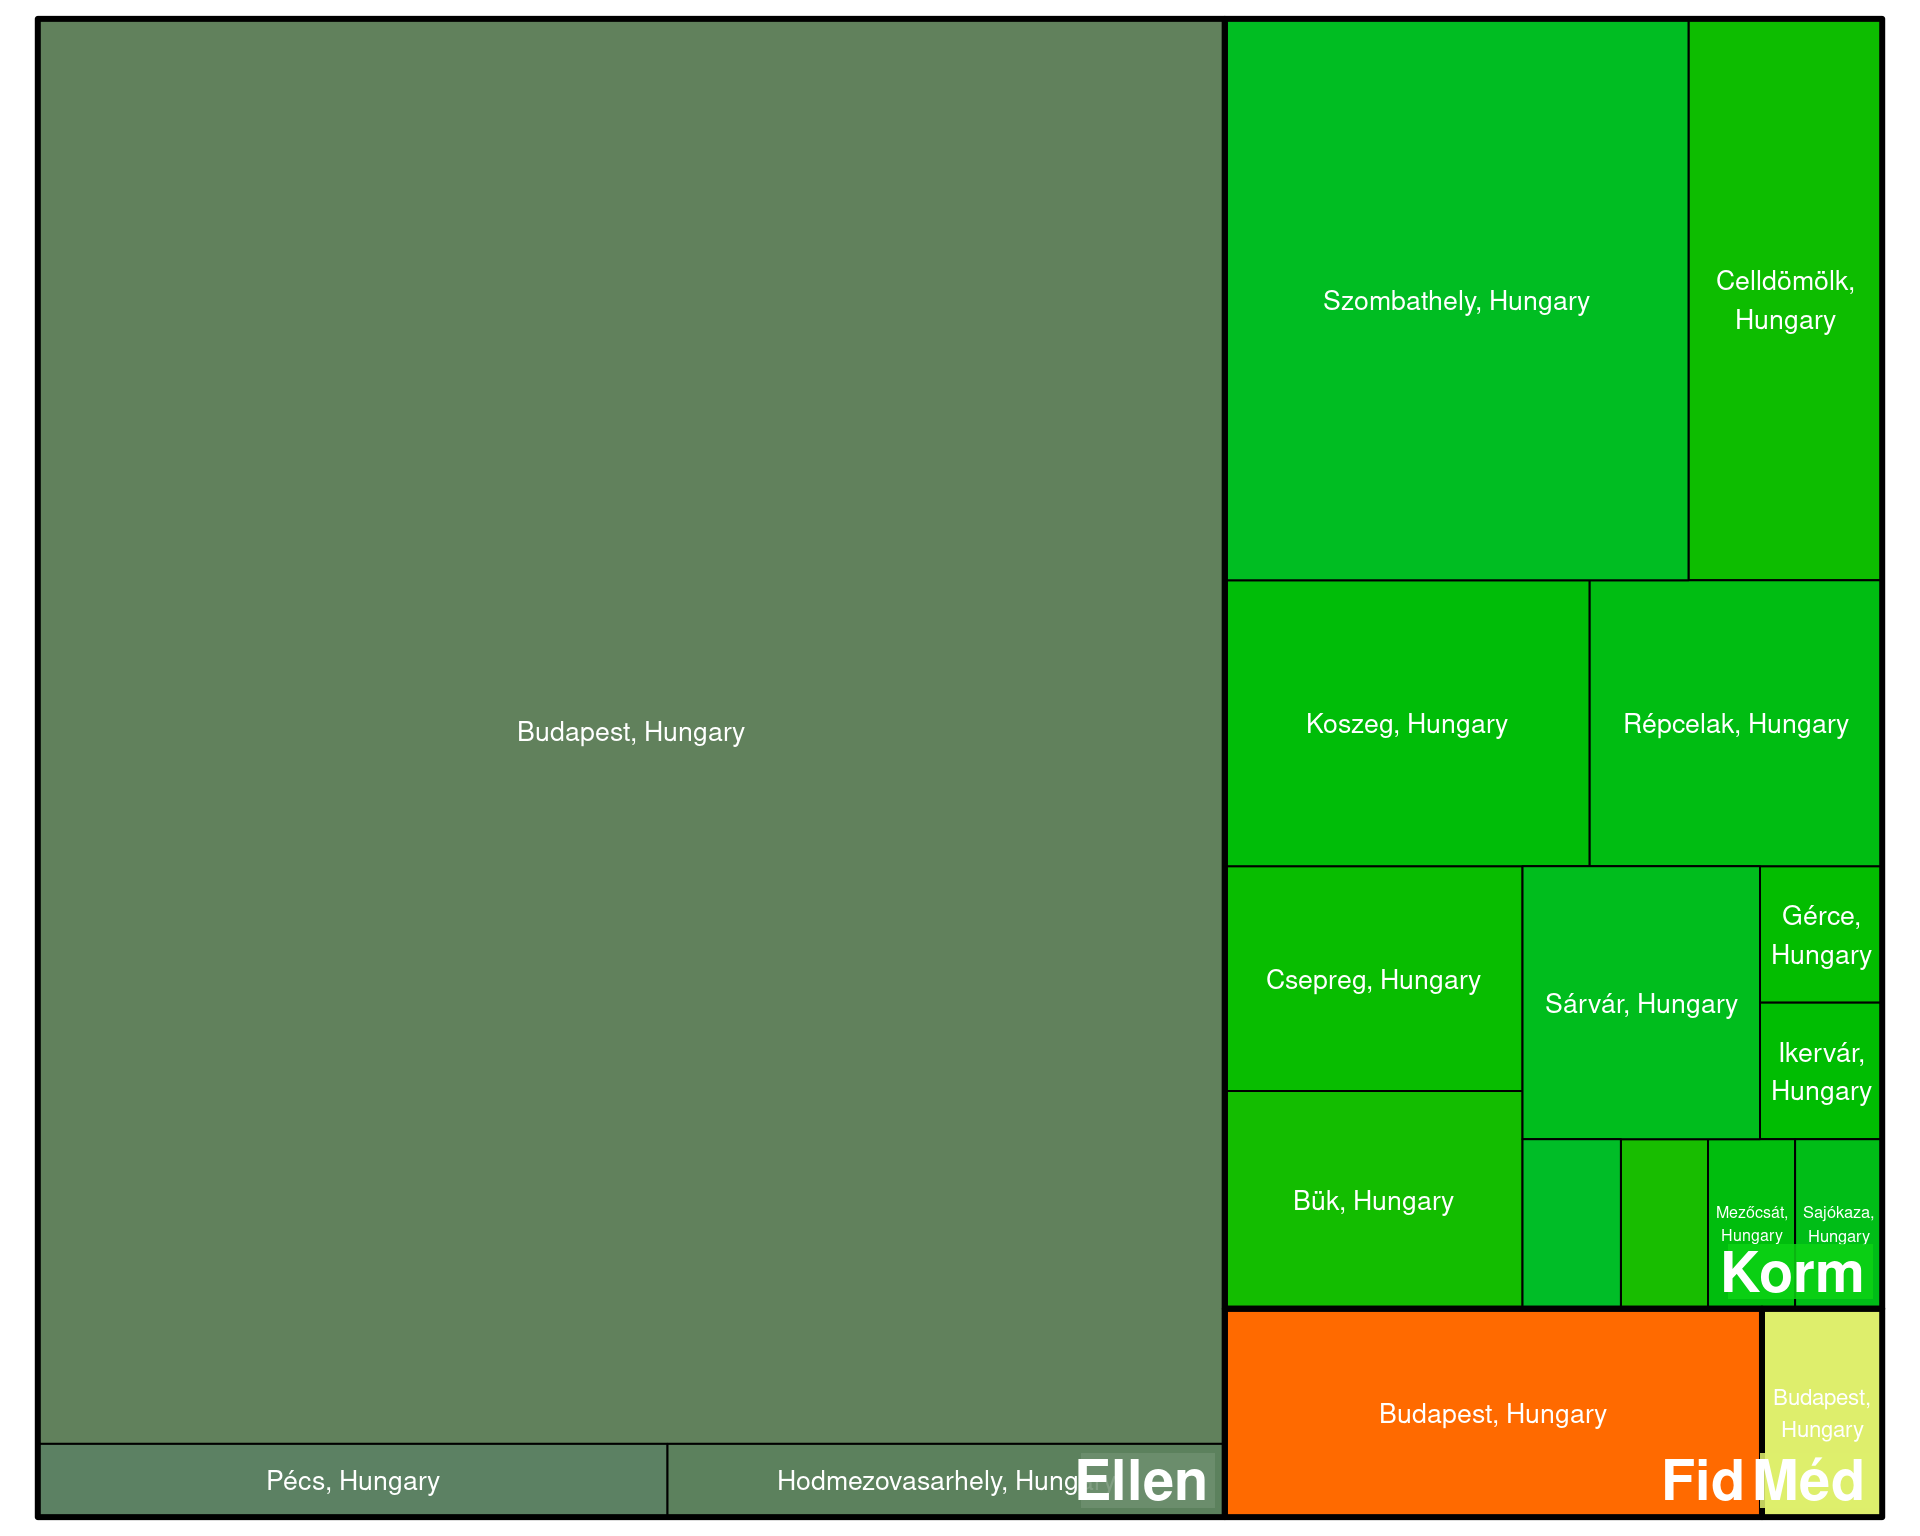 Budapest, Hungary
Pécs, Hungary
Hodmezovasarhely, Hungary
Ellen
Szombathely, Hungary
Celldömölk,
Hungary
Koszeg, Hungary
Répcelak, Hungary
Csepreg, Hungary
Sárvár, Hungary
Gérce,
Hungary
Ikervár,
Hungary
Bük, Hungary
Mezőcsát,
Hungary
Sajókaza,
Hungary
Korm
Budapest, Hungary
Fid
Budapest,
Hungary
Méd